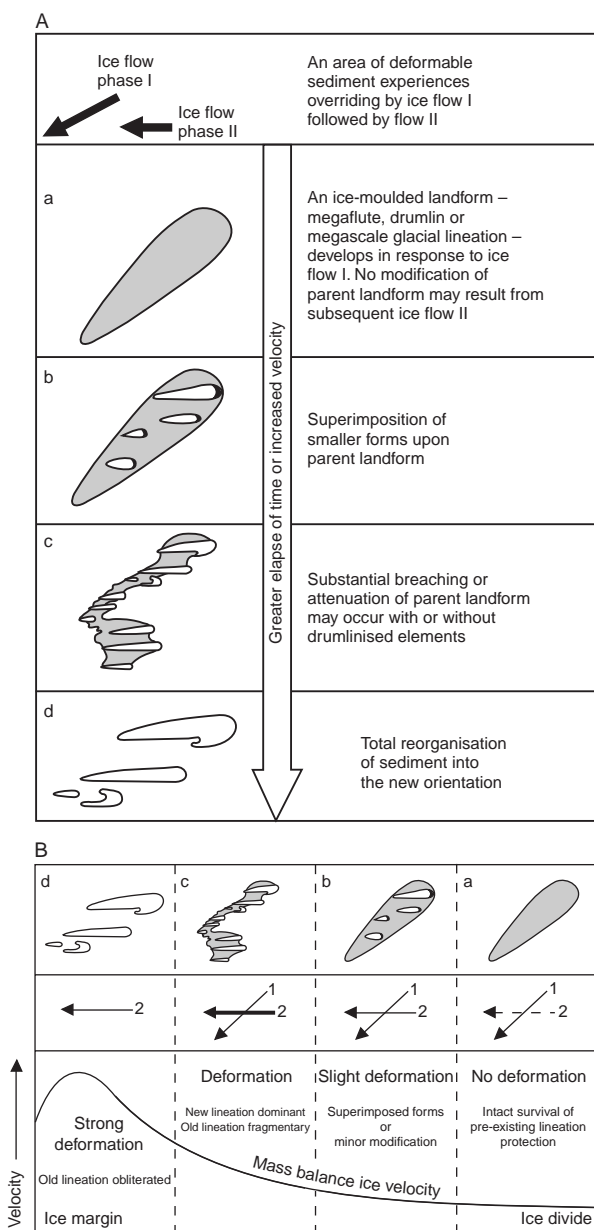 A
Ice flow
phase I
Ice flow
phase II
An area of deformable
sediment experiences
overriding by ice flow I
followed by flow II
Greater elapse of time or increased velocity
a
An ice-moulded landform –
megaflute, drumlin or
megascale glacial lineation –
develops in response to ice
flow I. No modification of
parent landform may result from
subsequent ice flow II
b
Superimposition of
smaller forms upon
parent landform
c
Substantial breaching or
attenuation of parent landform
may occur with or without
drumlinised elements
d
Total reorganisation
of sediment into
the new orientation
B
d
c
b
a
2
1
2
1
2
1
2
Velocity
Strong
deformation
Old lineation obliterated
Ice margin
Deformation
New lineation dominant
Old lineation fragmentary
Slight deformation
Superimposed forms
or
minor modification
No deformation
Intact survival of
pre-existing lineation
protection
Mass balance ice velocity
Ice divide